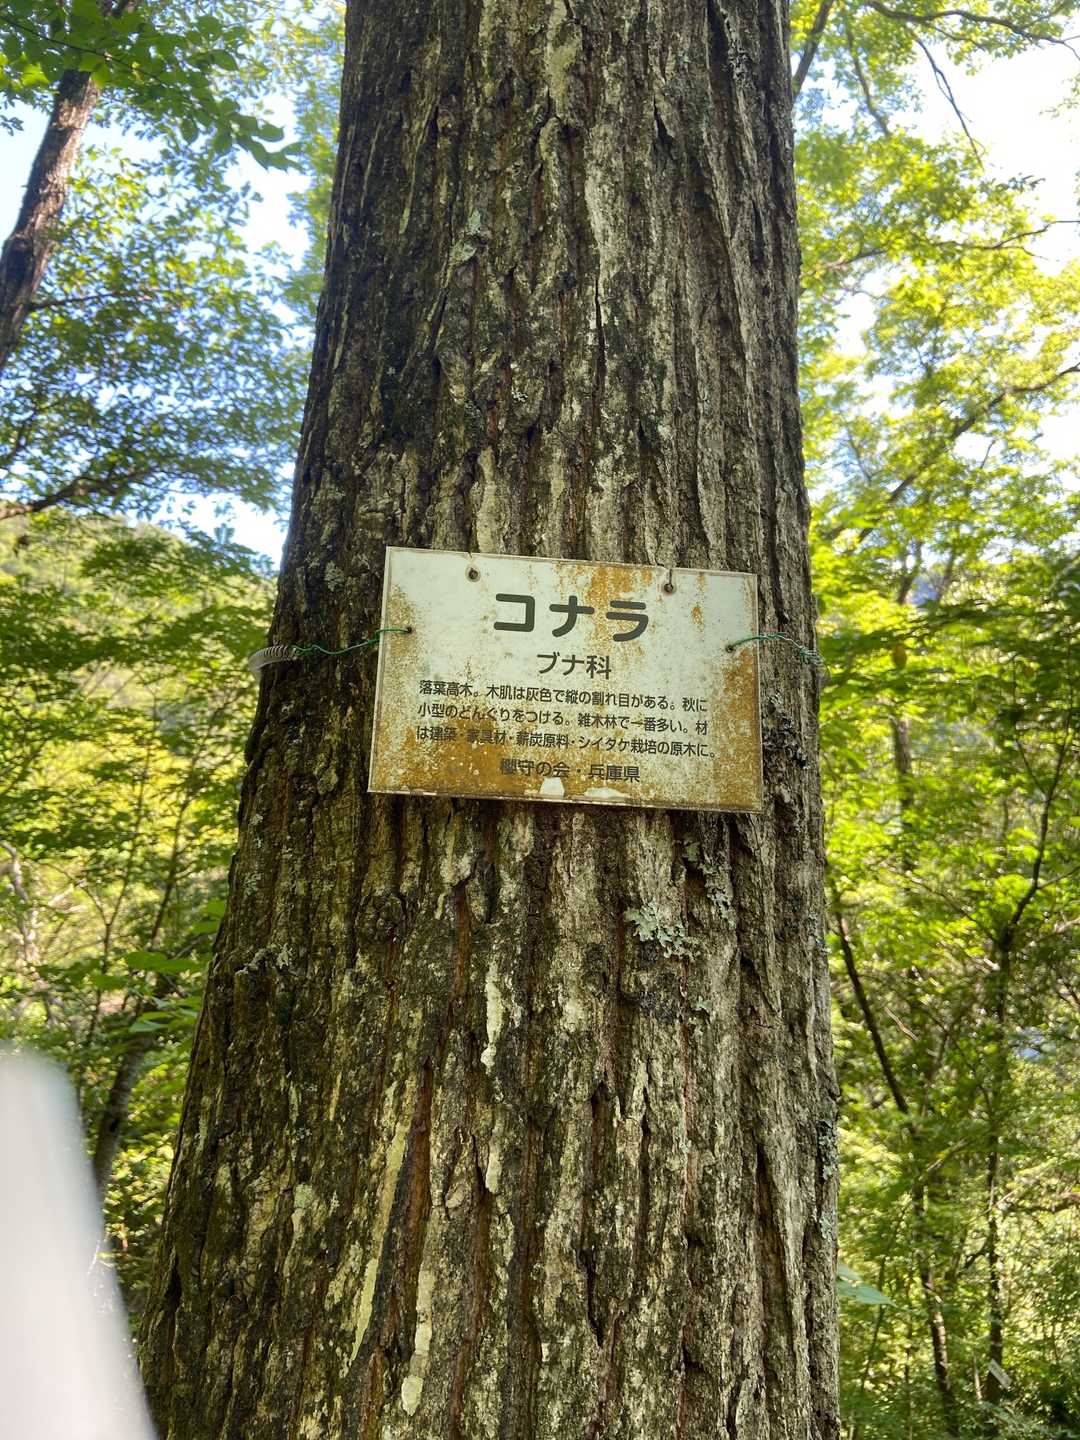 コナラ
ブナ科
落葉高木。木肌は灰色で縦の割れ目がある。秋に
小型のどんぐりをつける。雑木林で一番多い。材
は建築・家具材・薪炭原料・シイタケ栽培の原木に。
櫻守の会・兵庫県